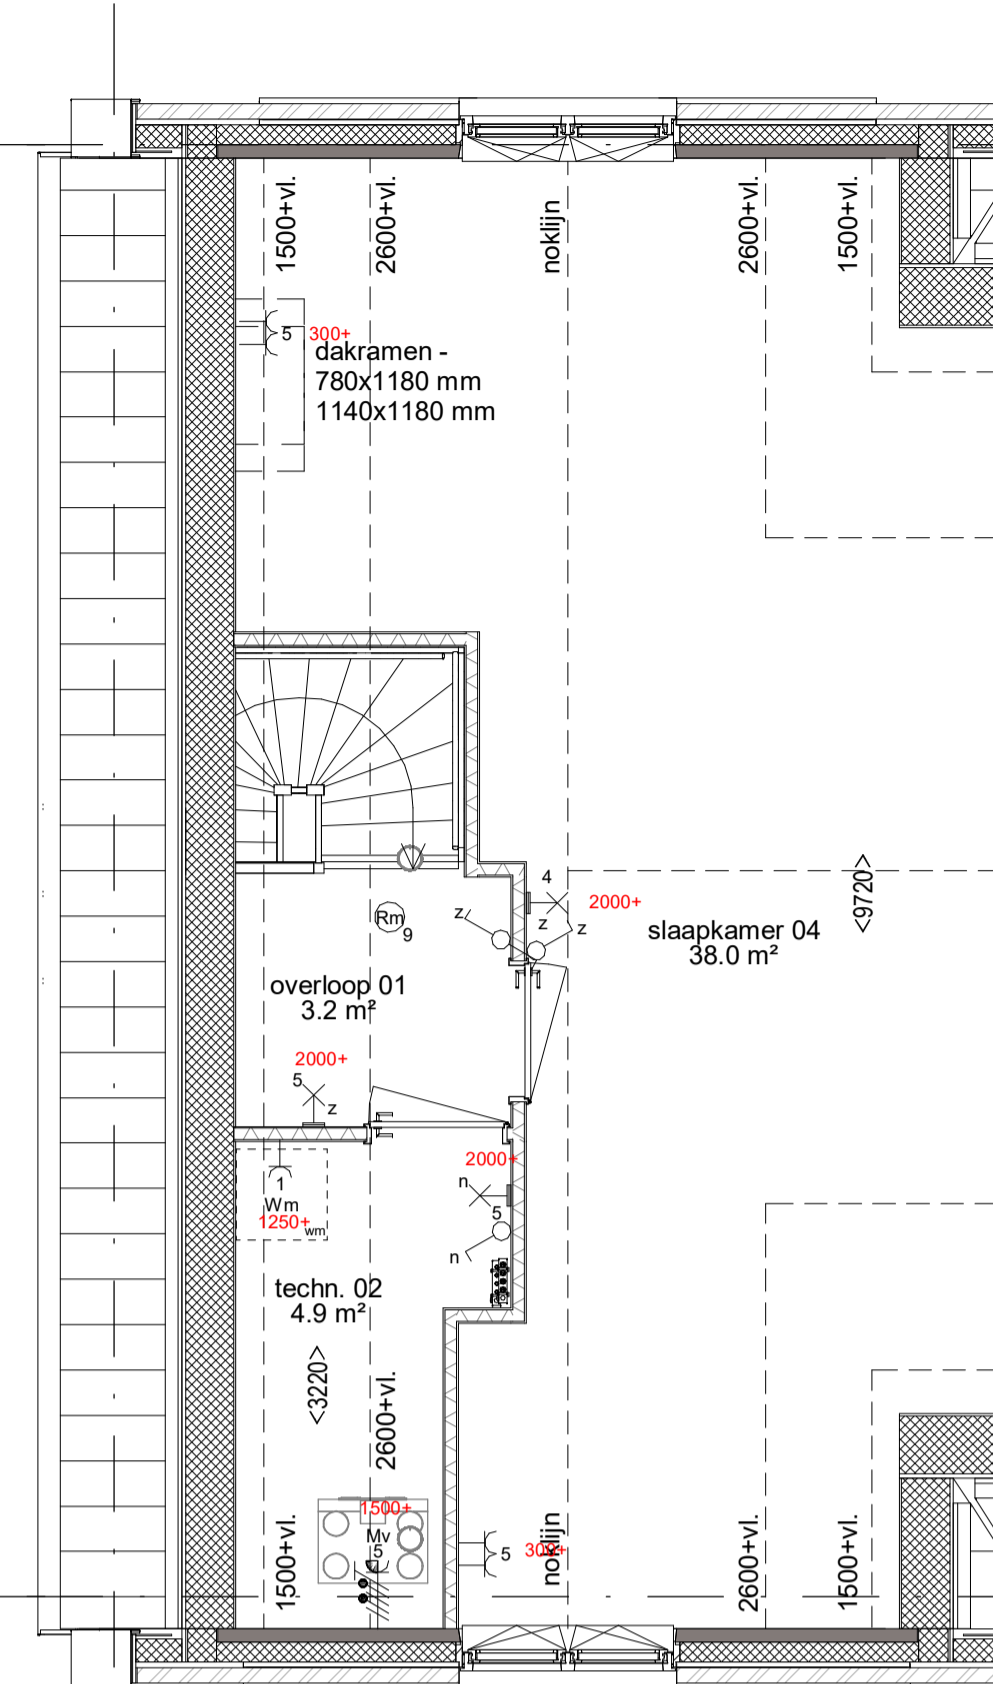 1500+vl.
2600+vl.
noklijn
2600+vl.
1500+vl.
5
300+
dakramen -
780x1180 mm
1140x1180 mm
4
2000+
z
z
z
Rm
9
<9720>
slaapkamer 04
38.0 m²
overloop 01
3.2 m²
2000+
5
z
2000+
n
5
n
1
Wm
1250+
wm
techn. 02
4.9 m²
<3220>
2600+vl.
1500+
Mv
5
1500+vl.
5
300+
noklijn
2600+vl.
1500+vl.